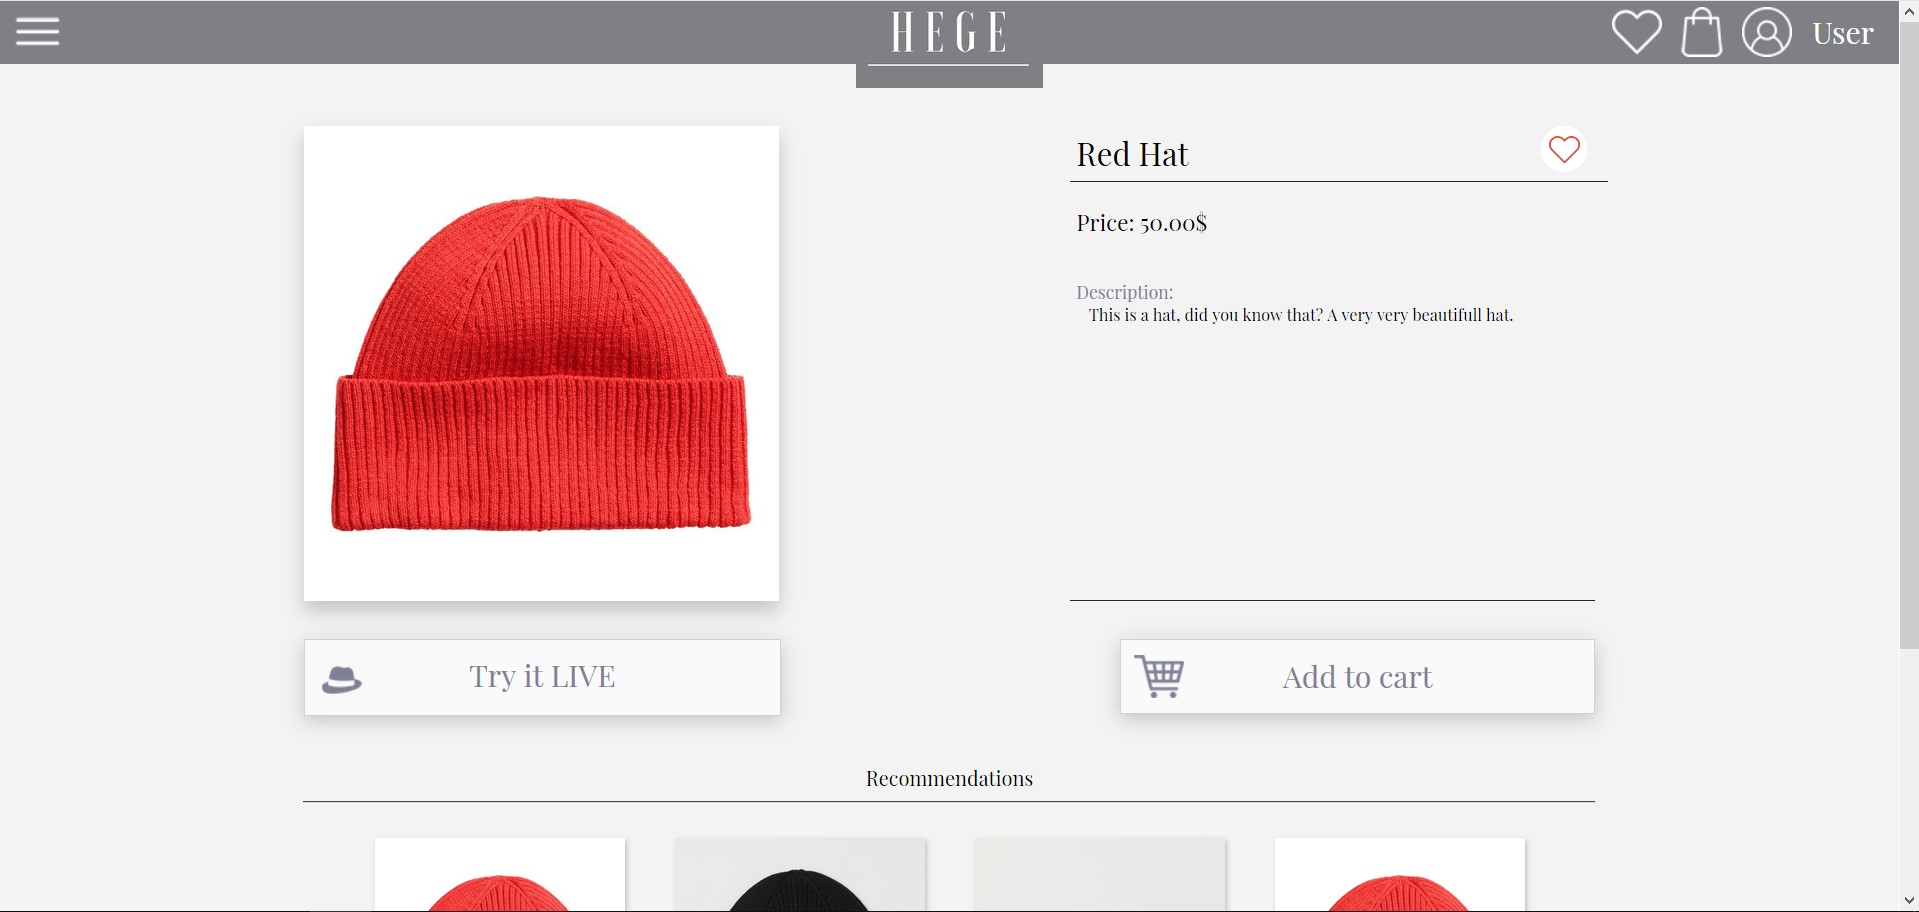 HEGE
User
Red Hat
Price: 50.00$
Description:
This is a hat, did you know that? A very very beautifull hat.
Try it LIVE
Add to cart
Recommendations